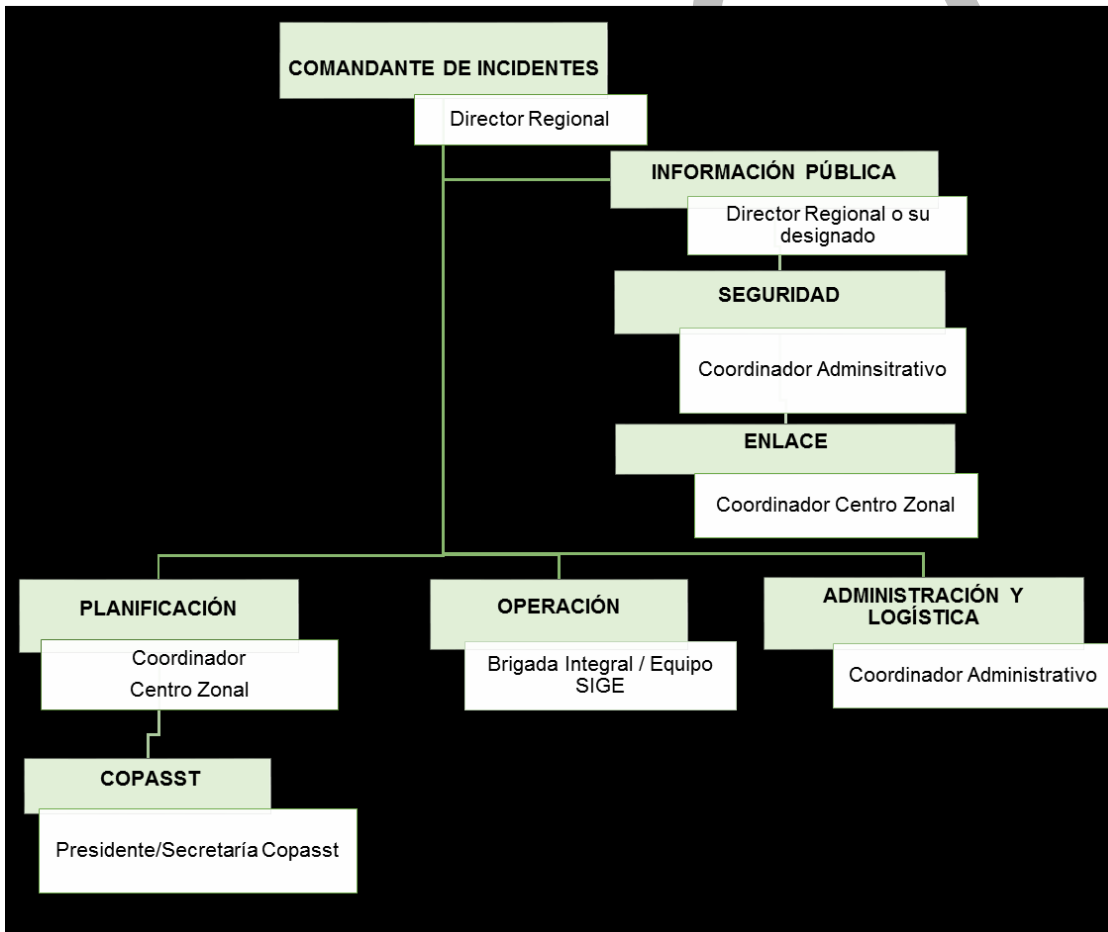 COMANDANTE DE INCIDENTES
Director Regional
INFORMACIÓN PÚBLICA
Director Regional o su
designado
SEGURIDAD
Coordinador Adminsitrativo
ENLACE
Coordinador Centro Zonal
PLANIFICACIÓN
Coordinador
Centro Zonal
OPERACIÓN
Brigada Integral / Equipo
SIGE
ADMINISTRACIÓN Y
LOGÍSTICA
Coordinador Administrativo
COPASST
Presidente/Secretaría Copasst